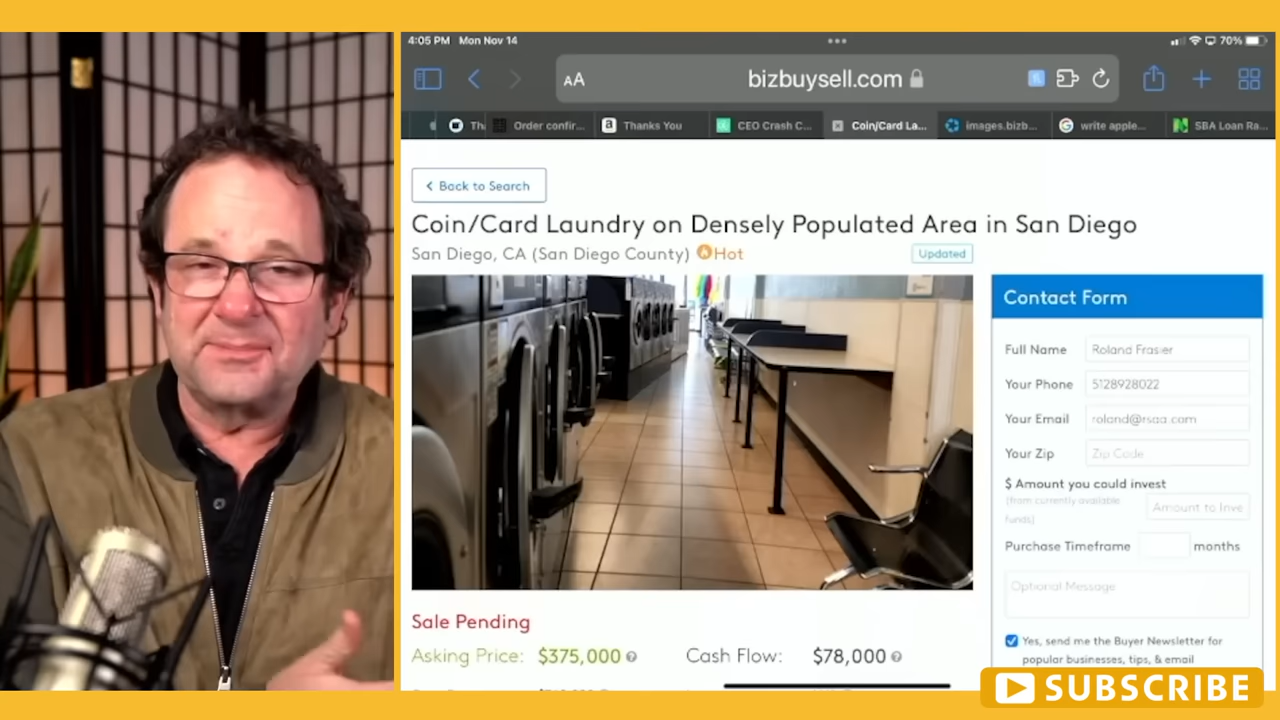 4:05 PM Mon Nov 14
70%
AA
bizbuysell.com
Order confir...
Thanks You
CEO Crash C...
Coin/Card La...
images.bizb...
write apple...
SBA Loan Ra...
Back to Search
Coin/Card Laundry on Densely Populated Area in San Diego
San Diego, CA (San Diego County) Hot
Updated
Contact Form
Full Name Roland Frasier
Your Phone 5128928022
Your Email roland@rsaa.com
Your Zip Zip Code
$ Amount you could invest
(from currently available
funds)
Amount to Inve
Purchase Timeframe months
Optional Message
Yes, send me the Buyer Newsletter for
popular businesses, tips, & email
Sale Pending
Asking Price: $375,000
Cash Flow: $78,000
SUBSCRIBE